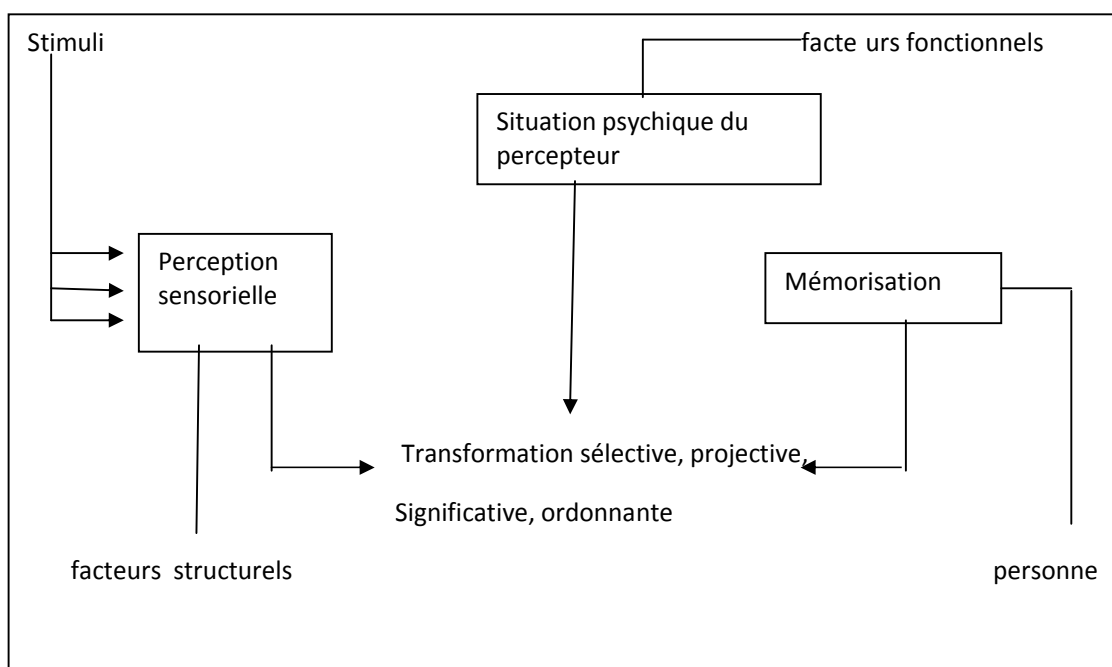 Stimuli
facte urs fonctionnels
Situation psychique du
percepteur
Perception
sensorielle
Mémorisation
Transformation sélective, projective,
Significative, ordonnante
facteurs structurels
personne